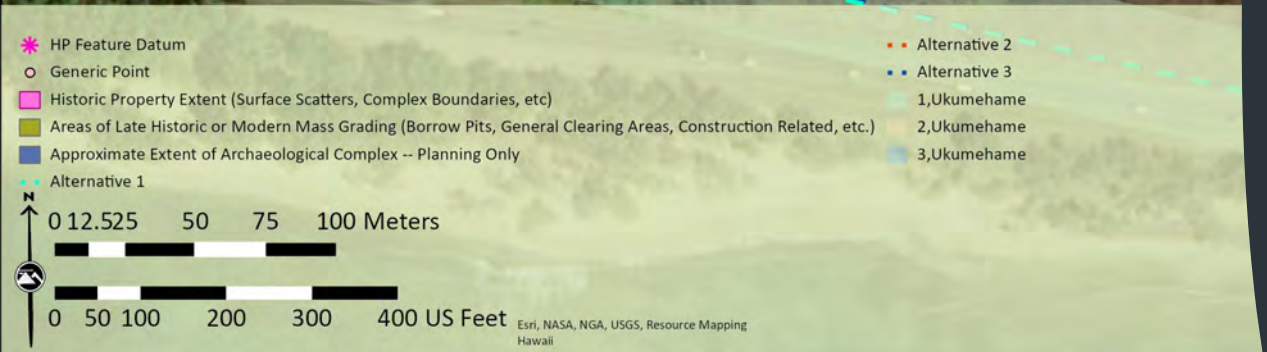 HP Feature Datum
Generic Point
Historic Property Extent (Surface Scatters, Complex Boundaries, etc)
Areas of Late Historic or Modern Mass Grading (Borrow Pits, General Clearing Areas, Construction Related, etc.)
Approximate Extent of Archaeological Complex -- Planning Only
Alternative 1
Alternative 2
Alternative 3
1,Ukumehame
2,Ukumehame
3,Ukumehame
N
0 12.525 50 75 100 Meters
0 50 100 200 300 400 US Feet
Esri, NASA, NGA, USGS, Resource Mapping
Hawaii